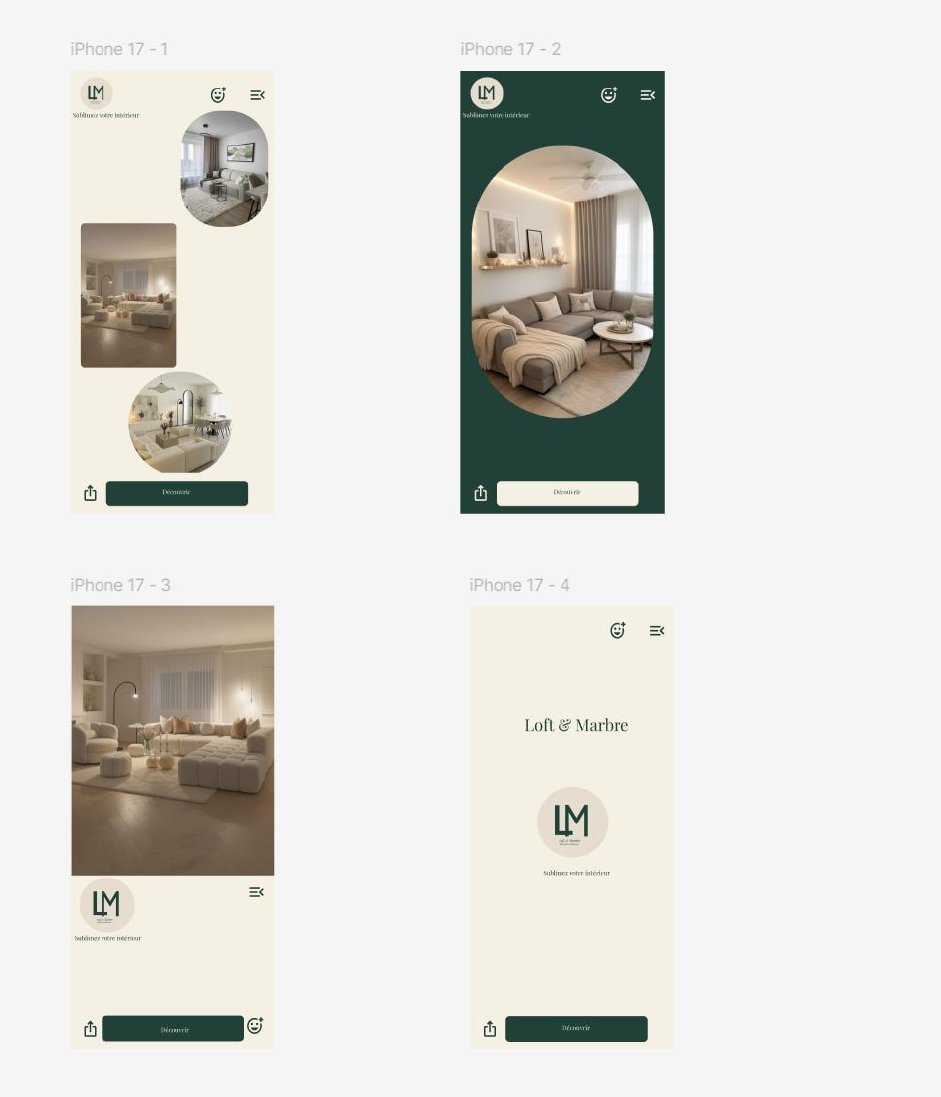 iPhone 17 - 1
LM
Sublimez votre intérieur
Découvrir
iPhone 17 - 2
LM
Sublimez votre intérieur
Découvrir
iPhone 17 - 3
LM
Sublimez votre intérieur
Découvrir
iPhone 17 - 4
Loft & Marbre
LM
Sublimez votre intérieur
Découvrir